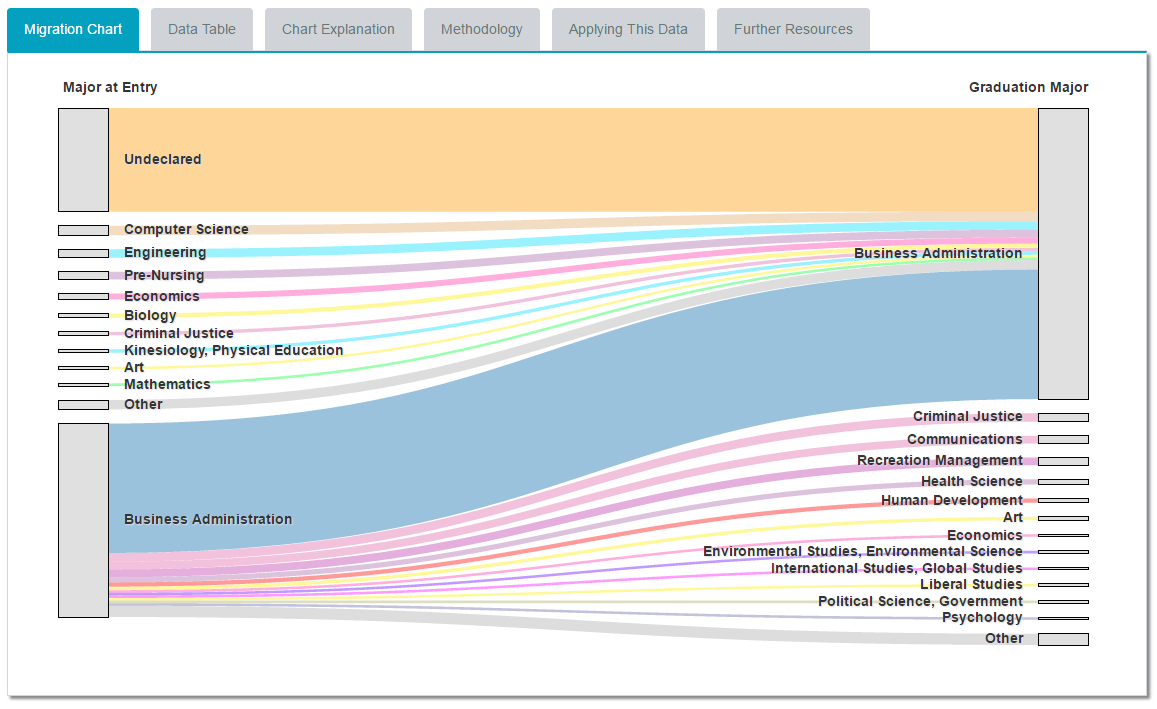 Migration Chart
Data Table
Chart Explanation
Methodology
Applying This Data
Further Resources
Major at Entry
Graduation Major
Undeclared
Computer Science
Engineering
Pre-Nursing
Economics
Biology
Criminal Justice
Kinesiology, Physical Education
Art
Mathematics
Other
Business Administration
Business Administration
Criminal Justice
Communications
Recreation Management
Health Science
Human Development
Art
Economics
Environmental Studies, Environmental Science
International Studies, Global Studies
Liberal Studies
Political Science, Government
Psychology
Other